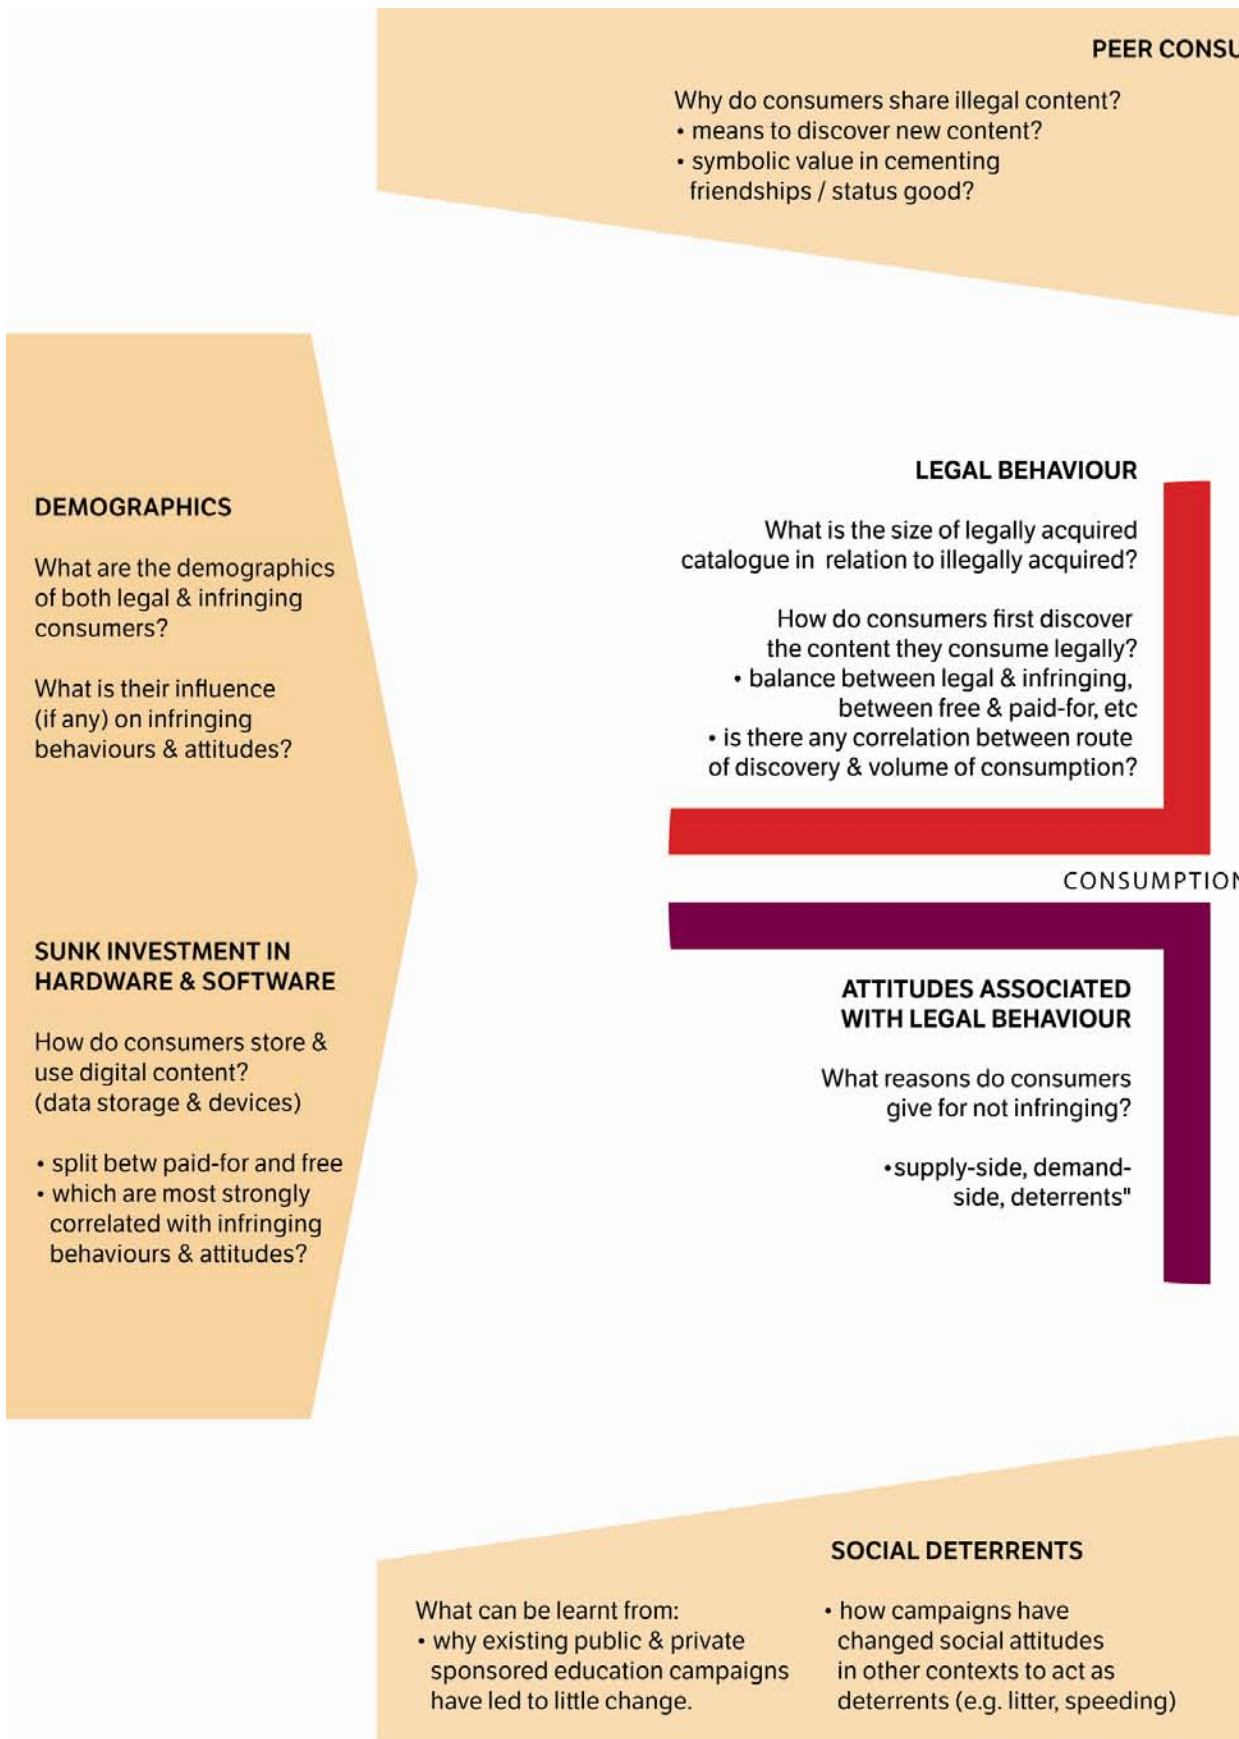 PEER CONSU
Why do consumers share illegal content?
• means to discover new content?
• symbolic value in cementing
friendships / status good?
DEMOGRAPHICS
What are the demographics
of both legal & infringing
consumers?
What is their influence
(if any) on infringing
behaviours & attitudes?
SUNK INVESTMENT IN
HARDWARE & SOFTWARE
How do consumers store &
use digital content?
(data storage & devices)
• split betw paid-for and free
• which are most strongly
correlated with infringing
behaviours & attitudes?
LEGAL BEHAVIOUR
What is the size of legally acquired
catalogue in relation to illegally acquired?
How do consumers first discover
the content they consume legally?
• balance between legal & infringing,
between free & paid-for, etc
• is there any correlation between route
of discovery & volume of consumption?
CONSUMPTION
ATTITUDES ASSOCIATED
WITH LEGAL BEHAVIOUR
What reasons do consumers
give for not infringing?
•supply-side, demand-
side, deterrents"
SOCIAL DETERRENTS
What can be learnt from:
• why existing public & private
sponsored education campaigns
have led to little change.
• how campaigns have
changed social attitudes
in other contexts to act as
deterrents (e.g. litter, speeding)